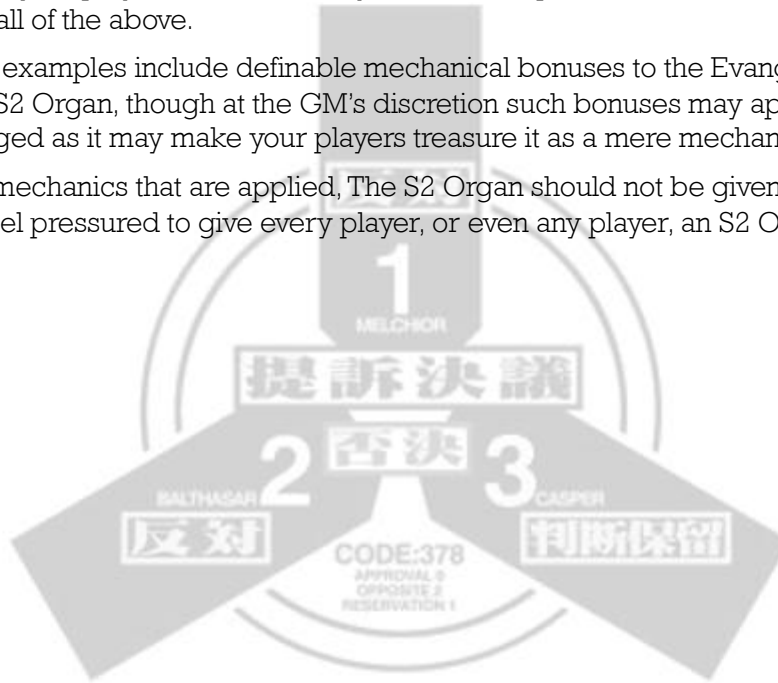 all of the above.
examples include definable mechanical bonuses to the Evang
S2 Organ, though at the GM's discretion such bonuses may ap
ged as it may make your players treasure it as a mere mechan
mechanics that are applied, The S2 Organ should not be given
el pressured to give every player, or even any player, an S2 O
1
MELCHIOR
提訴決議
否決
2
BALTHASAR
反対
3
CASPER
判断保留
CODE:378
APPROVAL 0
OPPOSITE 2
RESERVATION 1